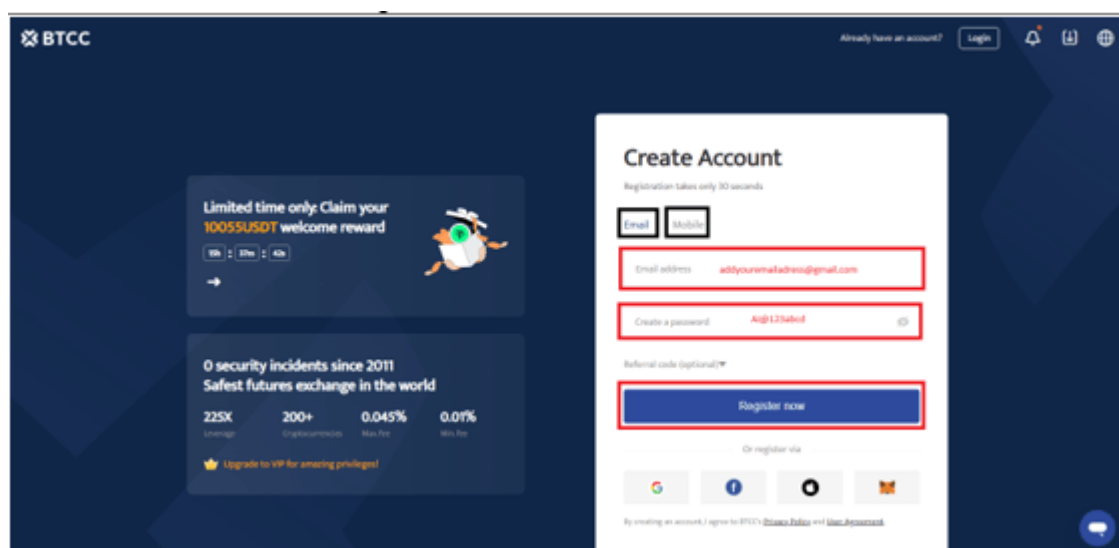 BTCC
Already have an account?
Login
Create Account
Registration takes only 30 seconds
Email
Mobile
Limited time only: Claim your
10055USDT welcome reward
Email address
addyouremailadress@gmail.com
Create a password
Referral code (optional)
0 security incidents since 2011
Safest futures exchange in the world
225X
200+
0.045%
0.01%
Leverage
Cryptocurrencies
Max.Fee
Min.Fee
Upgrade to VIP for amazing privileges!
Register now
Or register via
By creating an account, I agree to BTCC's Privacy Policy and User Agreement.